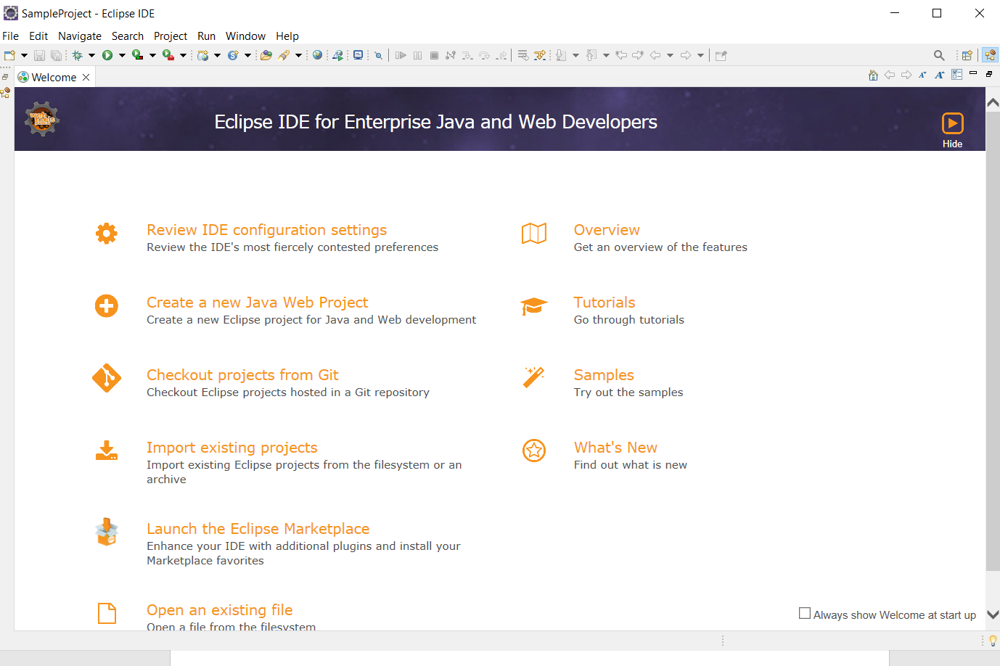 SampleProject - Eclipse IDE
File Edit Navigate Search Project Run Window Help
Welcome
web tools
Eclipse IDE for Enterprise Java and Web Developers
Hide
Review IDE configuration settings
Review the IDE's most fiercely contested preferences
Overview
Get an overview of the features
Create a new Java Web Project
Create a new Eclipse project for Java and Web development
Tutorials
Go through tutorials
Checkout projects from Git
Checkout Eclipse projects hosted in a Git repository
Samples
Try out the samples
Import existing projects
Import existing Eclipse projects from the filesystem or an
archive
What's New
Find out what is new
Launch the Eclipse Marketplace
Enhance your IDE with additional plugins and install your
Marketplace favorites
Open an existing file
Open a file from the filesystem
Always show Welcome at start up